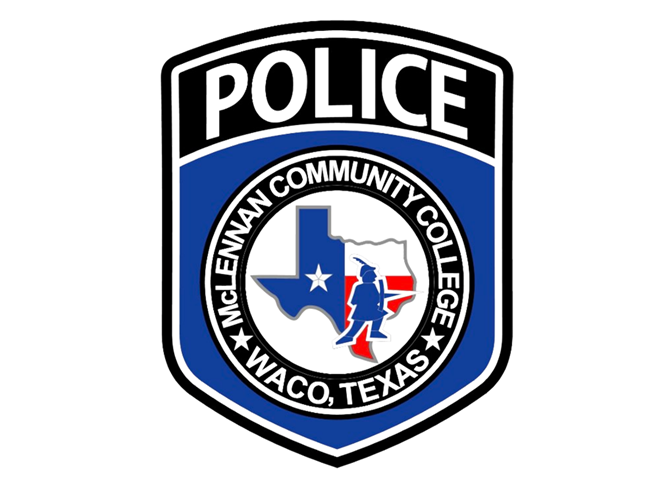 POLICE
McLENNAN COMMUNITY COLLEGE
WACO, TEXAS